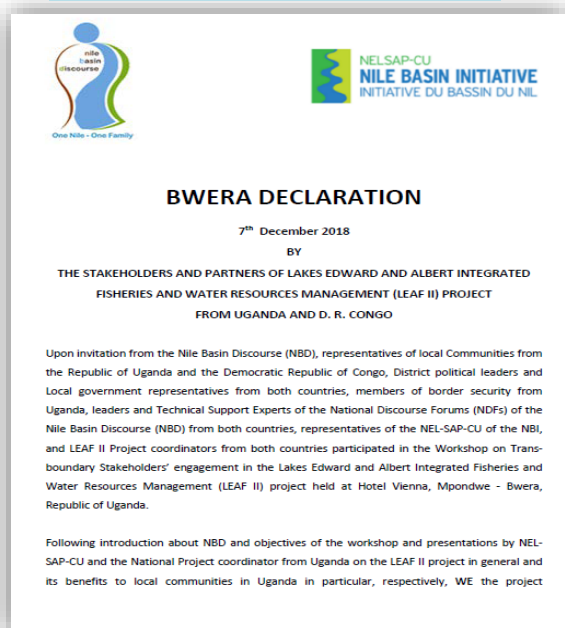 nile
basin
discourse
One Nile - One Family
NELSAP-CU
NILE BASIN INITIATIVE
INITIATIVE DU BASSIN DU NIL
BWERA DECLARATION
7th December 2018
BY
THE STAKEHOLDERS AND PARTNERS OF LAKES EDWARD AND ALBERT INTEGRATED
FISHERIES AND WATER RESOURCES MANAGEMENT (LEAF II) PROJECT
FROM UGANDA AND D. R. CONGO
Upon invitation from the Nile Basin Discourse (NBD), representatives of local Communities from
the Republic of Uganda and the Democratic Republic of Congo, District political leaders and
Local government representatives from both countries, members of border security from
Uganda, leaders and Technical Support Experts of the National Discourse Forums (NDFs) of the
Nile Basin Discourse (NBD) from both countries, representatives of the NEL-SAP-CU of the NBI,
and LEAF II Project coordinators from both countries participated in the Workshop on Trans-
boundary Stakeholders' engagement in the Lakes Edward and Albert Integrated Fisheries and
Water Resources Management (LEAF II) project held at Hotel Vienna, Mpondwe - Bwera,
Republic of Uganda.
Following introduction about NBD and objectives of the workshop and presentations by NEL-
SAP-CU and the National Project coordinator from Uganda on the LEAF II project in general and
its benefits to local communities in Uganda in particular, respectively, WE the project